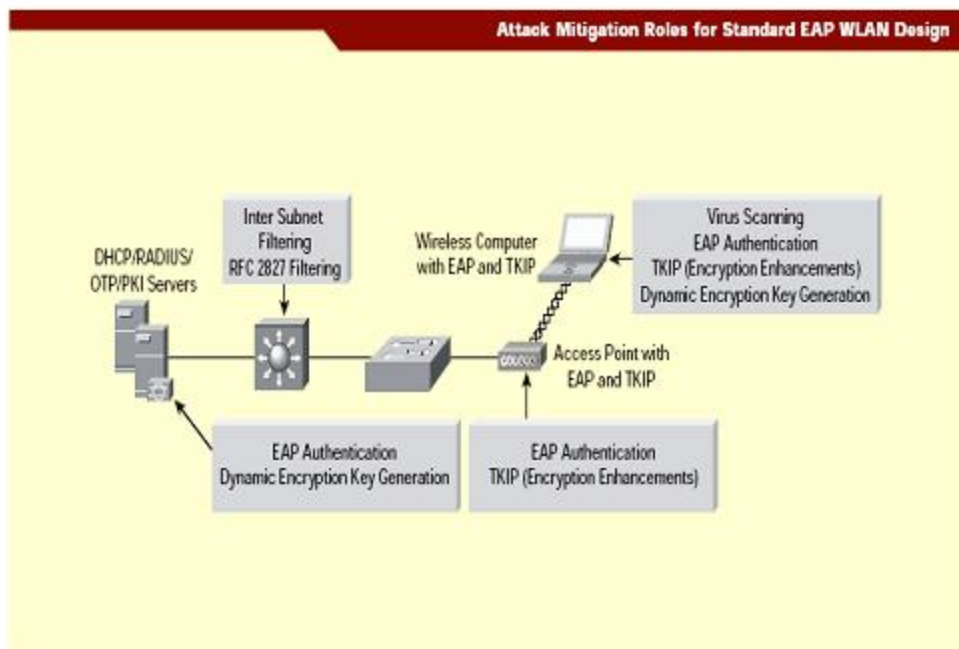 Attack Mitigation Roles for Standard EAP WLAN Design
Inter Subnet
Filtering
RFC 2827 Filtering
DHCP/RADIUS/
OTP/PKI Servers
Wireless Computer
with EAP and TKIP
Virus Scanning
EAP Authentication
TKIP (Encryption Enhancements)
Dynamic Encryption Key Generation
Access Point with
EAP and TKIP
EAP Authentication
Dynamic Encryption Key Generation
EAP Authentication
TKIP (Encryption Enhancements)